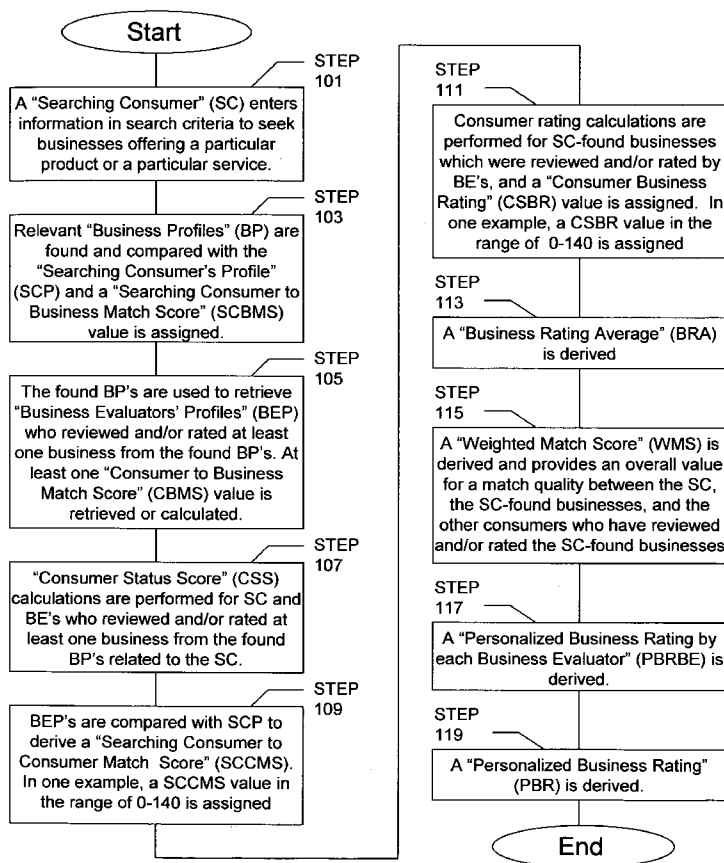 Start
STEP
101
A “Searching Consumer” (SC) enters
information in search criteria to seek
businesses offering a particular
product or a particular service.
STEP
103
Relevant “Business Profiles” (BP) are
found and compared with the
“Searching Consumer’s Profile”
(SCP) and a “Searching Consumer to
Business Match Score” (SCBMS)
value is assigned.
STEP
105
The found BP’s are used to retrieve
“Business Evaluators’ Profiles” (BEP)
who reviewed and/or rated at least
one business from the found BP’s. At
least one “Consumer to Business
Match Score” (CBMS) value is
retrieved or calculated.
STEP
107
“Consumer Status Score” (CSS)
calculations are performed for SC and
BE’s who reviewed and/or rated at
least one business from the found
BP’s related to the SC.
STEP
109
BEP’s are compared with SCP to
derive a “Searching Consumer to
Consumer Match Score” (SCCMS).
In one example, a SCCMS value in
the range of 0-140 is assigned
STEP
111
Consumer rating calculations are
performed for SC-found businesses
which were reviewed and/or rated by
BE’s, and a “Consumer Business
Rating” (CSBR) value is assigned. In
one example, a CSBR value in the
range of 0-140 is assigned
STEP
113
A “Business Rating Average” (BRA)
is derived
STEP
115
A “Weighted Match Score” (WMS) is
derived and provides an overall value
for a match quality between the SC,
the SC-found businesses, and the
other consumers who have reviewed
and/or rated the SC-found businesses
STEP
117
A “Personalized Business Rating by
each Business Evaluator” (PBRBE) is
derived.
STEP
119
A “Personalized Business Rating”
(PBR) is derived.
End